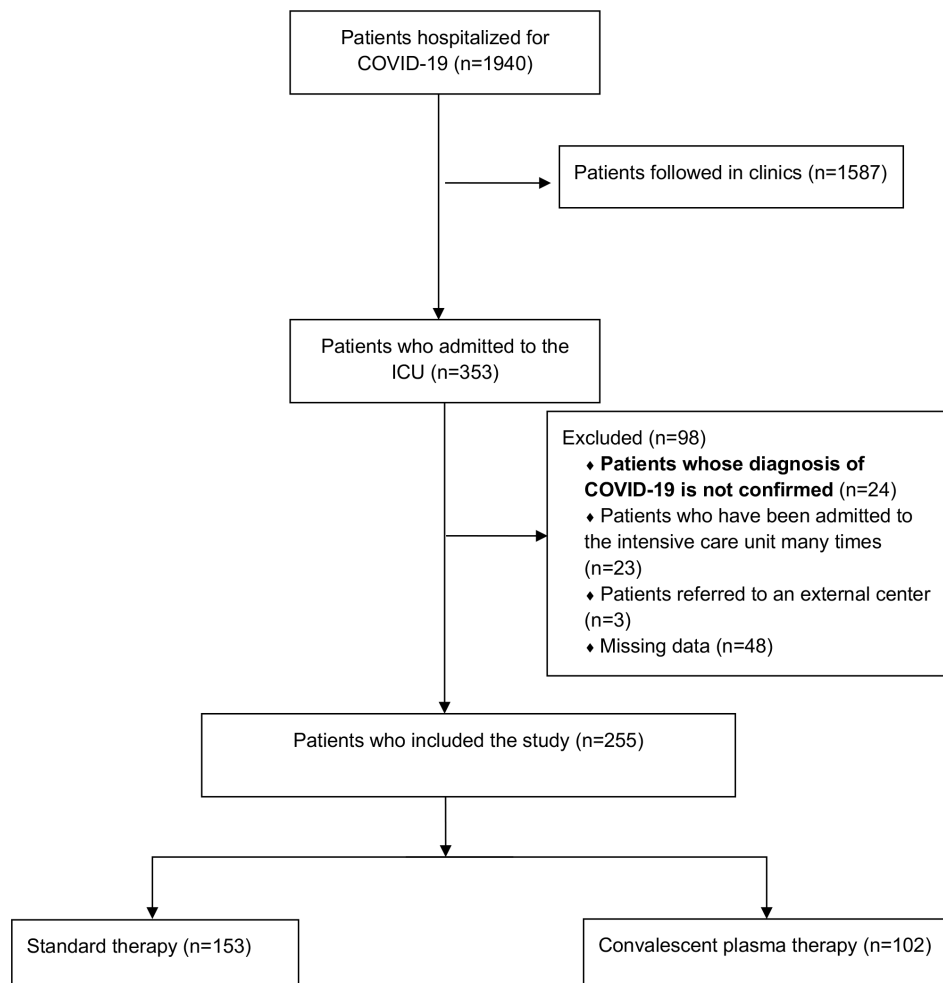 Patients hospitalized for
COVID-19 (n=1940)
Patients followed in clinics (n=1587)
Patients who admitted to the
ICU (n=353)
Excluded (n=98)
♦ Patients whose diagnosis of
COVID-19 is not confirmed (n=24)
♦ Patients who have been admitted to
the intensive care unit many times
(n=23)
♦ Patients referred to an external center
(n=3)
♦ Missing data (n=48)
Patients who included the study (n=255)
Standard therapy (n=153)
Convalescent plasma therapy (n=102)